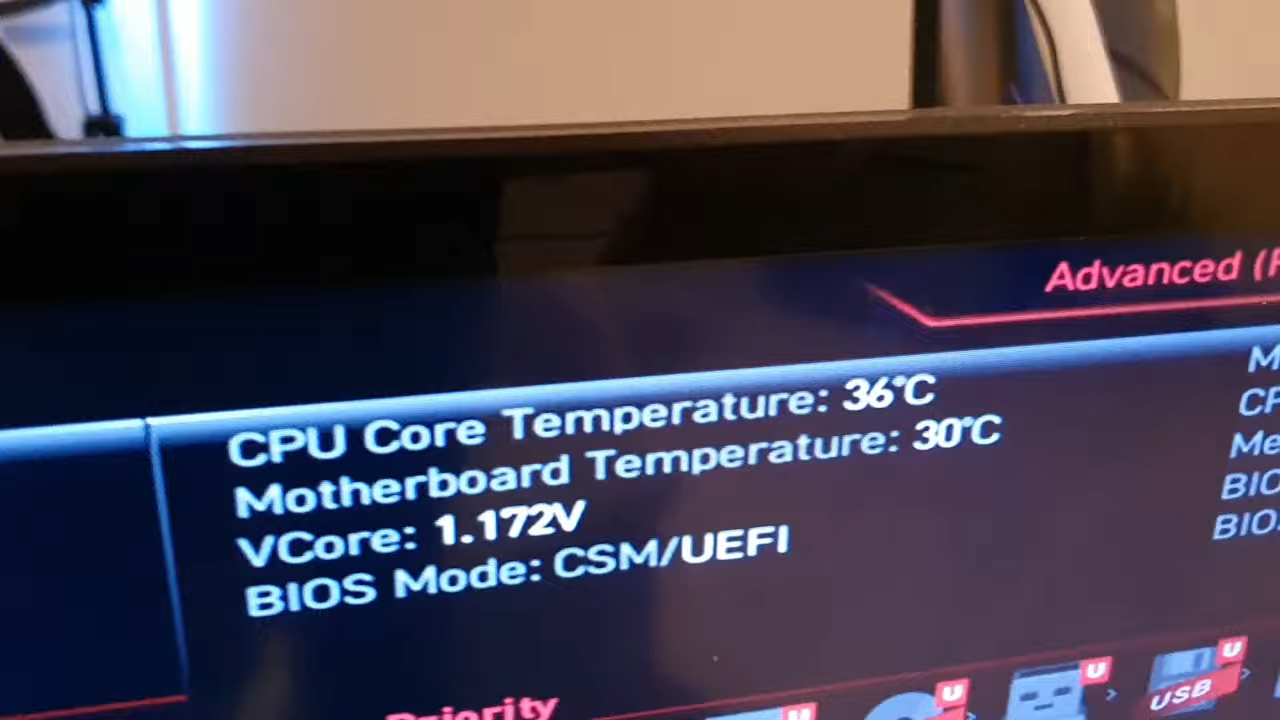 Advanced
CPU Core Temperature: 36°C
Motherboard Temperature: 30°C
VCore: 1.172V
BIOS Mode: CSM/UEFI
Priority
U
U
U
U
USB